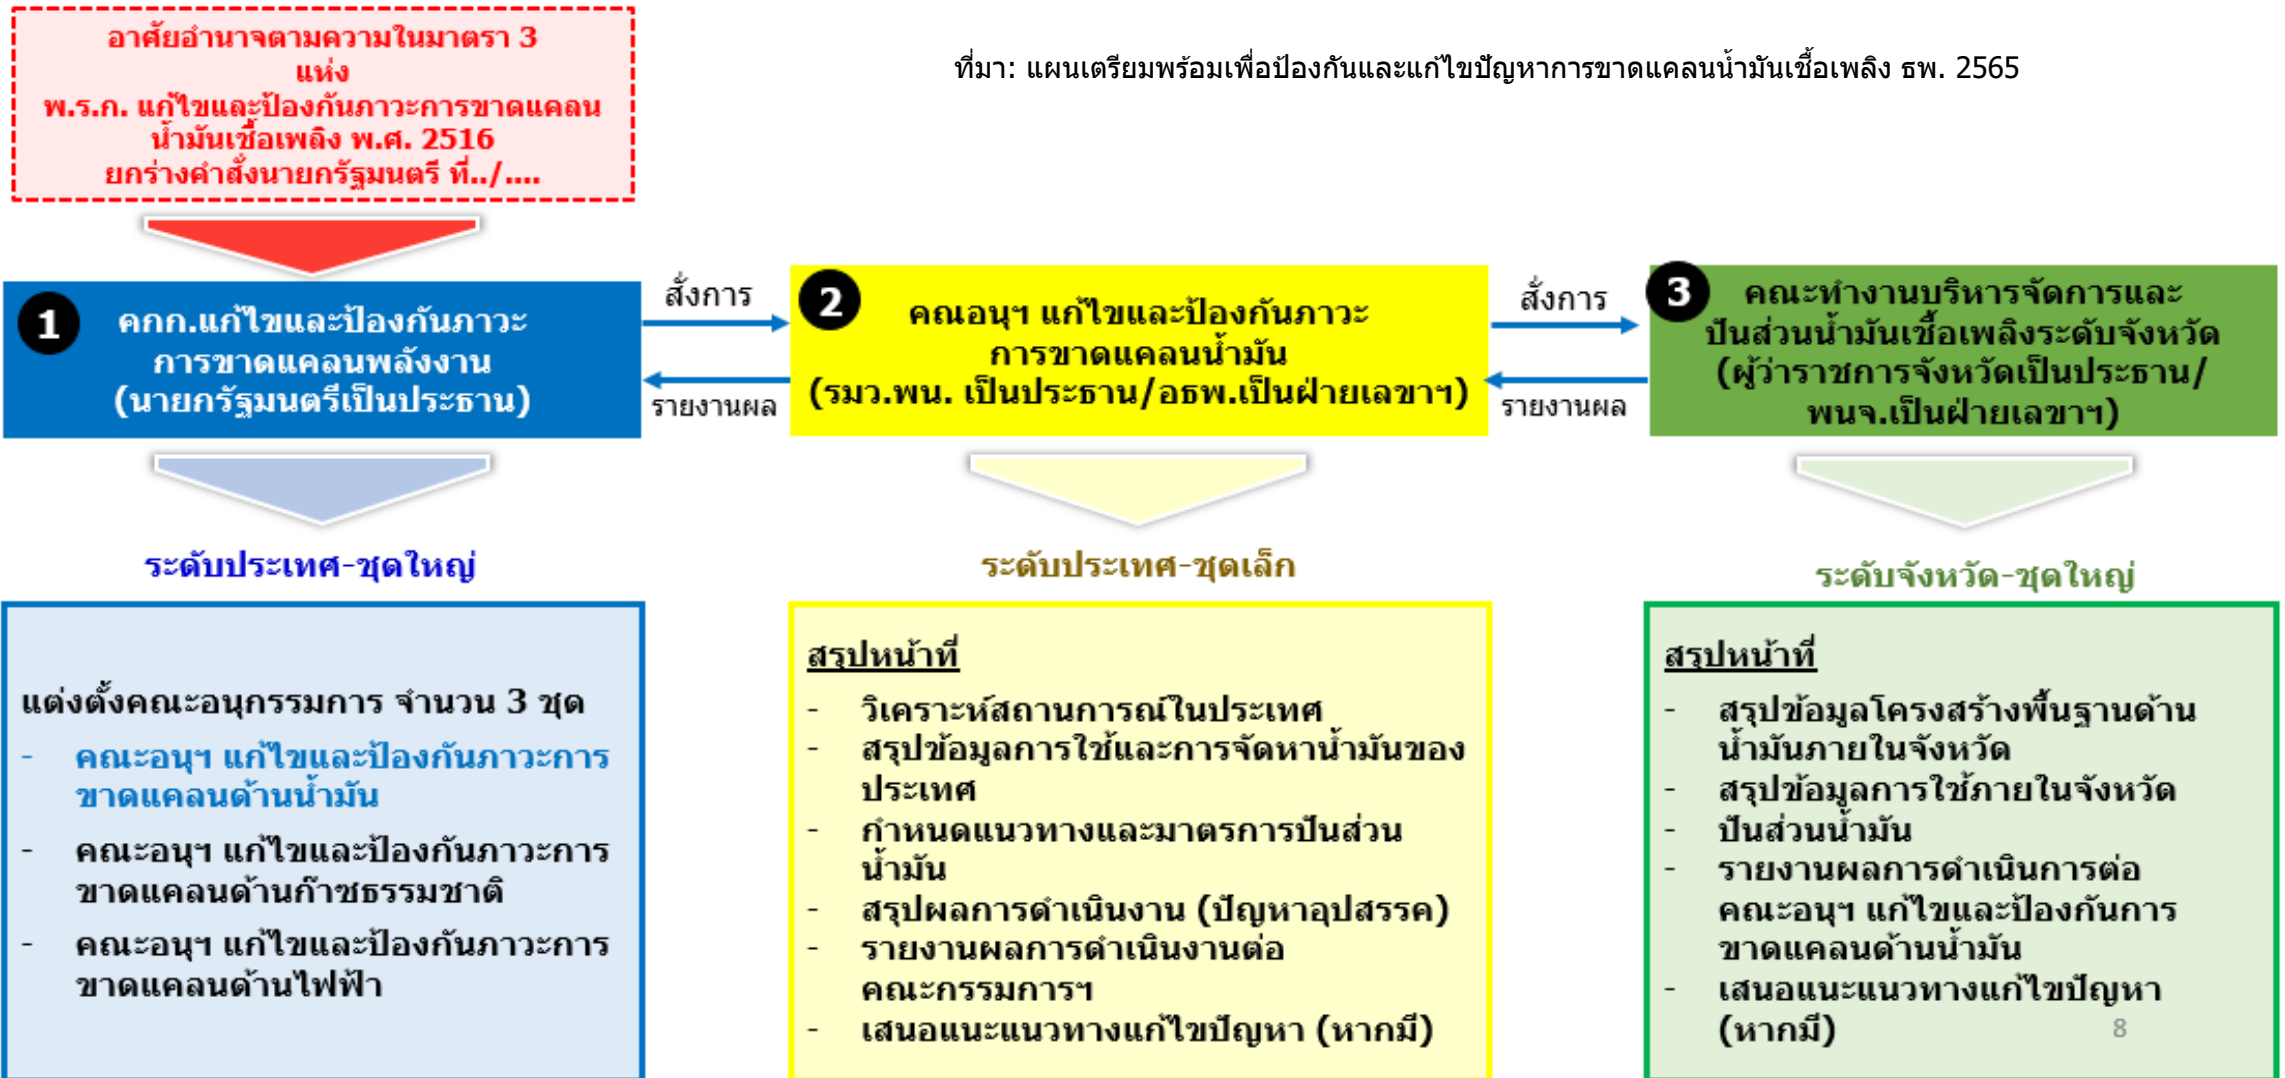 อาศัยอำนาจตามความในมาตรา 3
แห่ง
พ.ร.ก. แก้ไขและป้องกันภาวะการขาดแคลน
น้ำมันเชื้อเพลิง พ.ศ. 2516
ยกร่างคำสั่งนายกรัฐมนตรี ที่../....
ที่มา: แผนเตรียมพร้อมเพื่อป้องกันและแก้ไขปัญหาการขาดแคลนน้ำมันเชื้อเพลิง ธพ. 2565
1
คกก.แก้ไขและป้องกันภาวะ
การขาดแคลนพลังงาน
(นายกรัฐมนตรีเป็นประธาน)
สั่งการ
รายงานผล
2
คณอนุฯ แก้ไขและป้องกันภาวะ
การขาดแคลนน้ำมัน
(รมว.พน. เป็นประธาน/อธพ.เป็นฝ่ายเลขาฯ)
สั่งการ
รายงานผล
3
คณะทำงานบริหารจัดการและ
ปันส่วนน้ำมันเชื้อเพลิงระดับจังหวัด
(ผู้ว่าราชการจังหวัดเป็นประธาน/
พนจ.เป็นฝ่ายเลขาฯ)
ระดับประเทศ-ชุดใหญ่
แต่งตั้งคณะอนุกรรมการ จำนวน 3 ชุด
- คณะอนุฯ แก้ไขและป้องกันภาวะการ
ขาดแคลนด้านน้ำมัน
- คณะอนุฯ แก้ไขและป้องกันภาวะการ
ขาดแคลนด้านก๊าซธรรมชาติ
- คณะอนุฯ แก้ไขและป้องกันภาวะการ
ขาดแคลนด้านไฟฟ้า
ระดับประเทศ-ชุดเล็ก
สรุปหน้าที่
- วิเคราะห์สถานการณ์ในประเทศ
- สรุปข้อมูลการใช้และการจัดหาน้ำมันของ
ประเทศ
- กำหนดแนวทางและมาตรการปันส่วน
น้ำมัน
- สรุปผลการดำเนินงาน (ปัญหาอุปสรรค)
- รายงานผลการดำเนินงานต่อ
คณะกรรมการฯ
- เสนอแนะแนวทางแก้ไขปัญหา (หากมี)
ระดับจังหวัด-ชุดใหญ่
สรุปหน้าที่
- สรุปข้อมูลโครงสร้างพื้นฐานด้าน
น้ำมันภายในจังหวัด
- สรุปข้อมูลการใช้ภายในจังหวัด
- ปันส่วนน้ำมัน
- รายงานผลการดำเนินการต่อ
คณะอนุฯ แก้ไขและป้องกันการ
ขาดแคลนด้านน้ำมัน
- เสนอแนะแนวทางแก้ไขปัญหา
(หากมี)
8